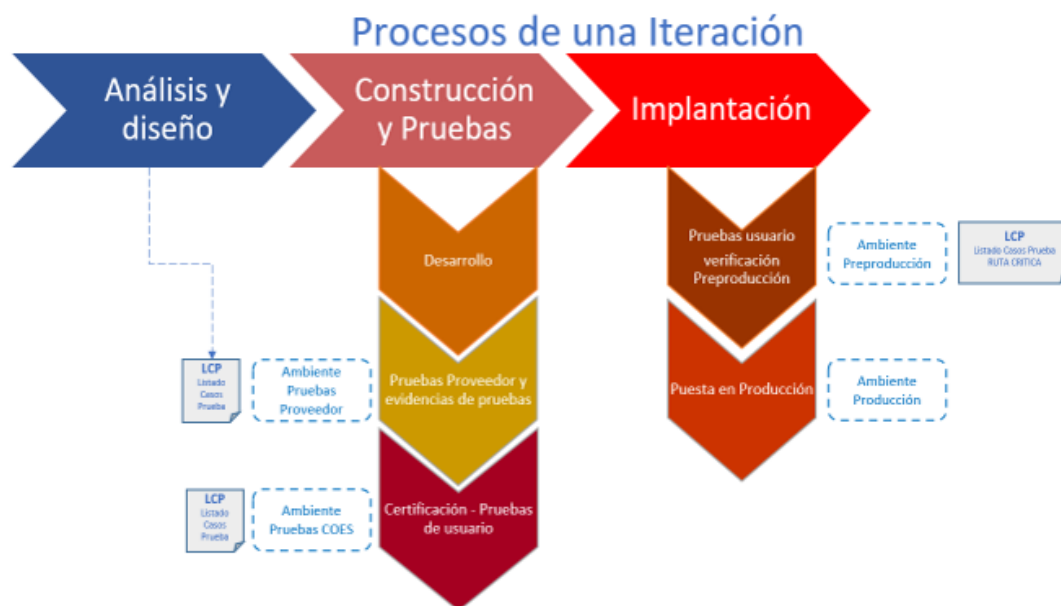 Procesos de una Iteración
Análisis y
diseño
Construcción
y Pruebas
Implantación
Desarrollo
Pruebas usuario
verificación
Preproducción
Ambiente
Preproducción
LCP
Listado Casos Prueba
RUTA CRITICA
LCP
Listado
Casos
Prueba
Ambiente
Pruebas
Proveedor
Pruebas Proveedor y
evidencias de pruebas
Puesta en Producción
Ambiente
Producción
LCP
Listado
Casos
Prueba
Ambiente
Pruebas COES
Certificación - Pruebas
de usuario